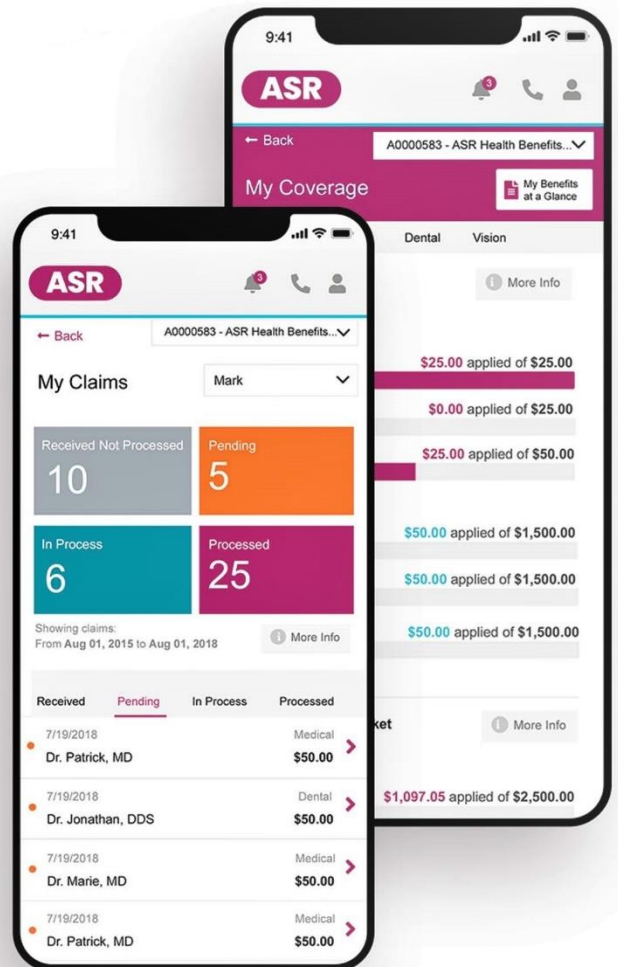 9:41
ASR
3
← Back
A0000583 - ASR Health Benefits...
My Coverage
My Benefits
at a Glance
Dental Vision
More Info
$25.00 applied of $25.00
$0.00 applied of $25.00
$25.00 applied of $50.00
$50.00 applied of $1,500.00
$50.00 applied of $1,500.00
$50.00 applied of $1,500.00
ket
More Info
$1,097.05 applied of $2,500.00
9:41
ASR
3
← Back
A0000583 - ASR Health Benefits...
My Claims
Mark
Received Not Processed
10
Pending
5
In Process
6
Processed
25
Showing claims:
From Aug 01, 2015 to Aug 01, 2018
More Info
Received Pending In Process Processed
7/19/2018 Medical
Dr. Patrick, MD $50.00
7/19/2018 Dental
Dr. Jonathan, DDS $50.00
7/19/2018 Medical
Dr. Marie, MD $50.00
7/19/2018 Medical
Dr. Patrick, MD $50.00